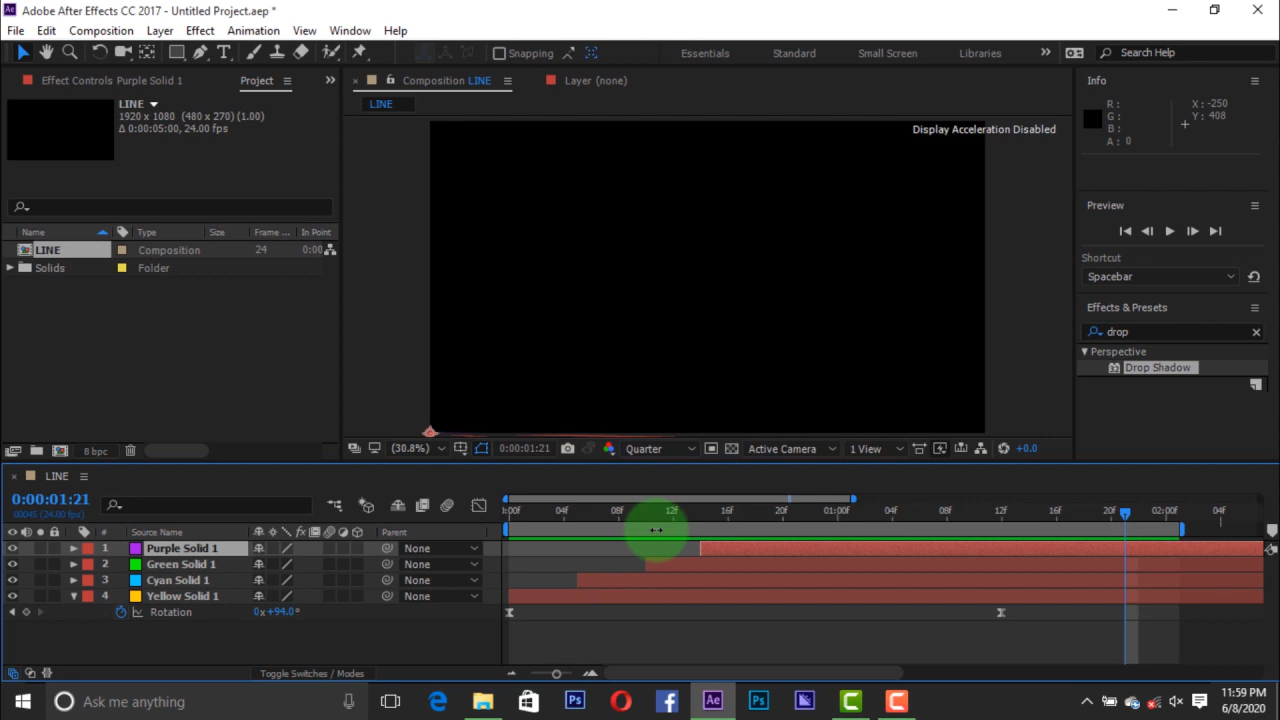 Adobe After Effects CC 2017 - Untitled Project.aep *
File Edit Composition Layer Effect Animation View Window Help
Snapping Essentials Standard Small Screen Libraries Search Help
Effect Controls Purple Solid 1 Project Composition LINE Layer (none) Info
LINE
1920 x 1080 (480 x 270) (1.00)
Δ 0:00:05:00, 24.00 fps
LINE
Display Acceleration Disabled
R: X: -250
G: Y: 408
B:
A: 0
Preview
Shortcut
Spacebar
Effects & Presets
drop
Perspective
Drop Shadow
Name Type Size Frame ... In Point
LINE Composition 24 0:00
Solids Folder
8 bpc
(30.8%) 0:00:01:21 Quarter Active Camera 1 View +0.0
LINE
0:00:01:21
00045 (24.00 fps)
:00F 04f 08f 12f 16f 20f 01:00f 04f 08f 12f 16f 20f 02:00f 04f
# Source Name Parent
1 Purple Solid 1 None
2 Green Solid 1 None
3 Cyan Solid 1 None
4 Yellow Solid 1 None
Rotation 0x+94.0°
Toggle Switches / Modes
Ask me anything
11:59 PM
6/8/2020